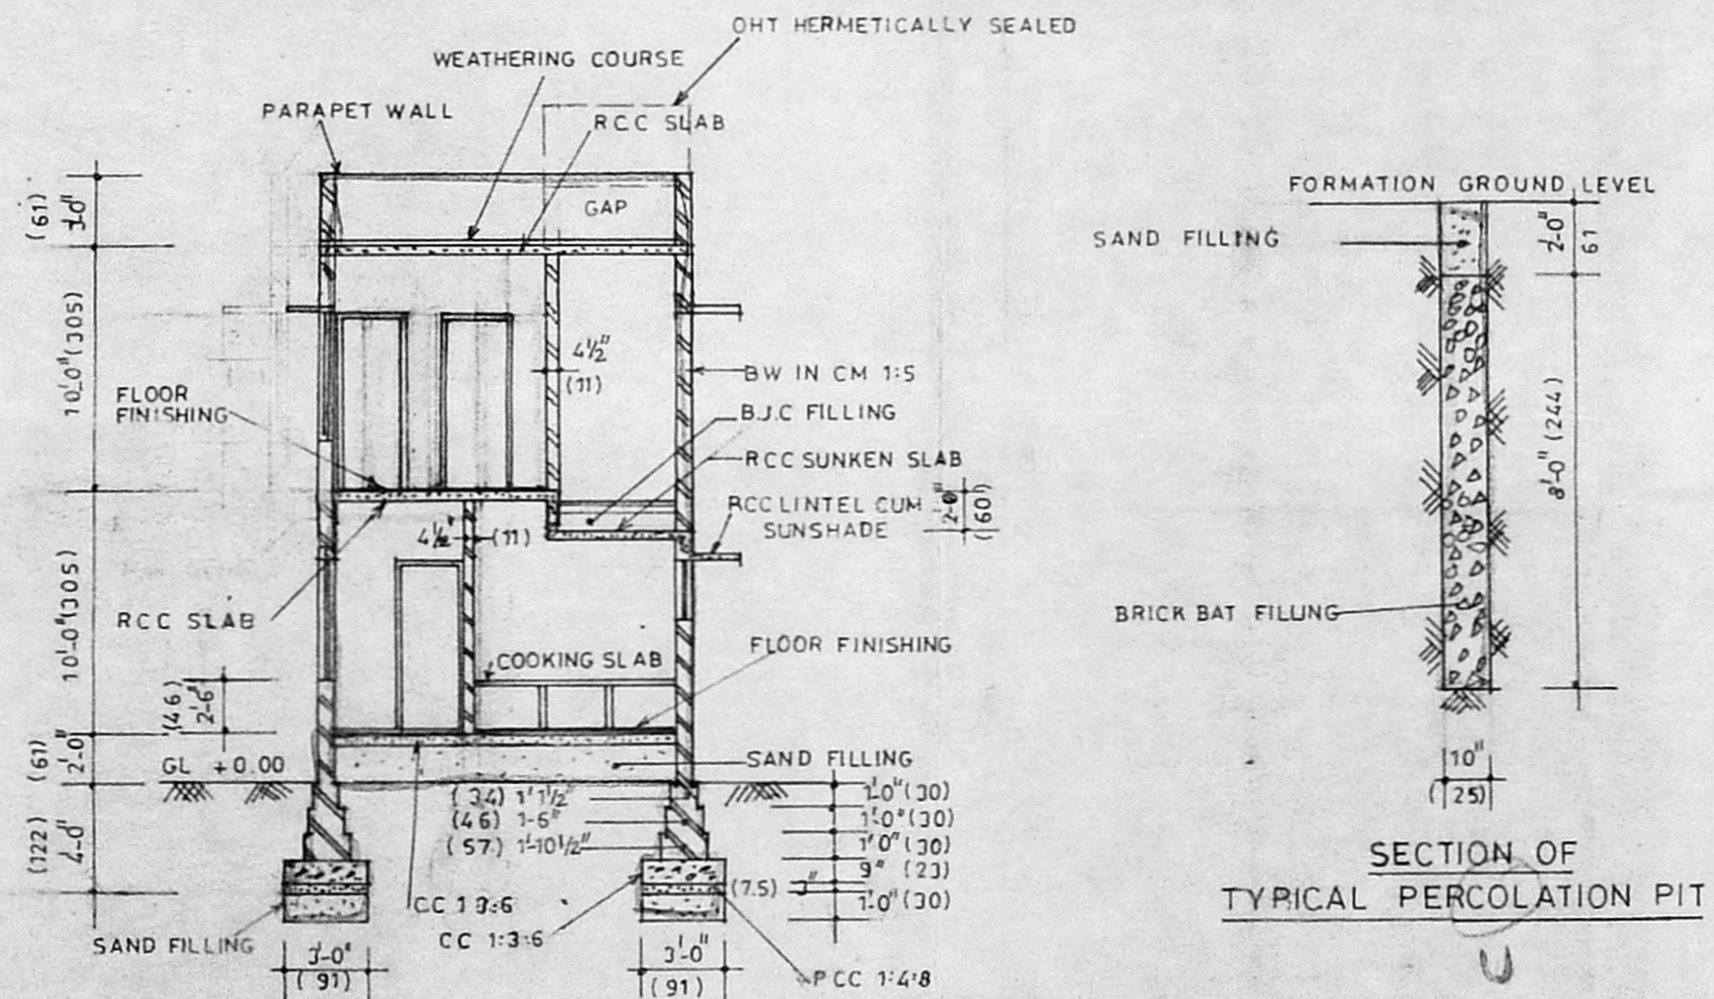 OHT HERMETICALLY SEALED
WEATHERING COURSE
PARAPET WALL
RCC SLAB
(61)
3'-0"
GAP
10'-0" (305)
4½"
(11)
BW IN CM 1:5
FLOOR
FINISHING
B.J.C FILLING
RCC SUNKEN SLAB
RCC LINTEL CUM
SUNSHADE
2-0"
(60)
4½"
(11)
10'-0" (305)
RCC SLAB
COOKING SLAB
FLOOR FINISHING
(46)
2'-6"
(61)
2'-0"
GL +0.00
SAND FILLING
(34) 1' 1½"
1'-0" (30)
(46) 1-6"
1'-0" (30)
(57) 1'-10½"
1'0" (30)
(122)
4'-0"
9" (23)
(7.5) 3"
1'-0" (30)
CC 1:3:6
SAND FILLING
CC 1:3:6
3'-0"
(91)
3'-0"
(91)
PCC 1:4:8
FORMATION GROUND LEVEL
SAND FILLING
2'-0"
61
8'-0" (244)
BRICK BAT FILLING
10"
(25)
SECTION OF
TYPICAL PERCOLATION PIT